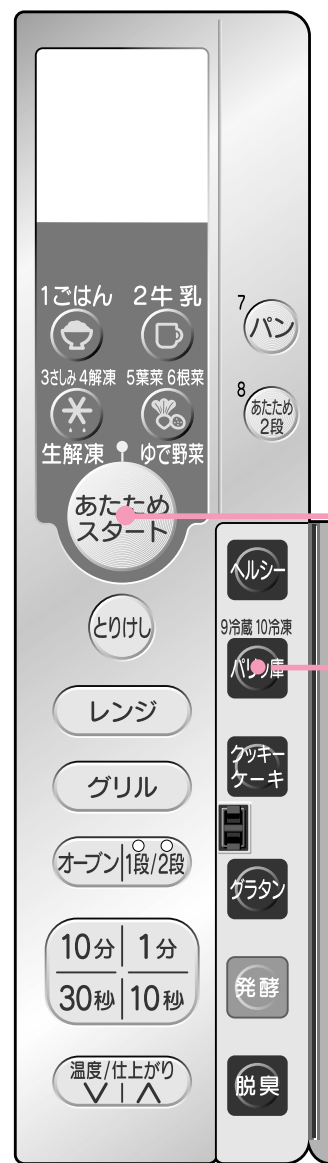 1ごはん 2牛乳
3さしみ 4解凍 5葉菜 6根菜
生解凍 ゆで野菜
あたため
スタート
とりけし
レンジ
グリル
オーブン 1段/2段
10分 1分
30秒 10秒
温度/仕上がり
7
パン
8
あたため
2段
ヘルシー
9冷蔵 10冷凍
パリッ庫
クッキー
ケーキ
グラタン
発酵
脱臭